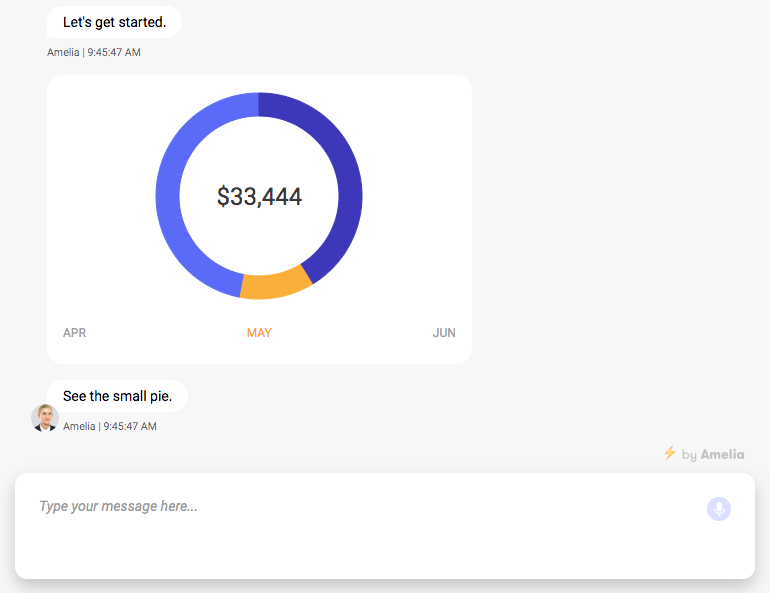 Let's get started.
Amelia | 9:45:47 AM
$33,444
APR MAY JUN
See the small pie.
Amelia | 9:45:47 AM
⚡ by Amelia
Type your message here...